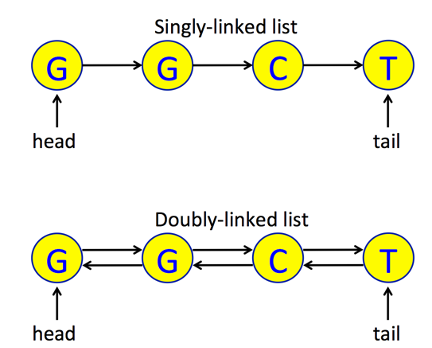 Singly-linked list
G G C T
head tail
Doubly-linked list
G G C T
head tail